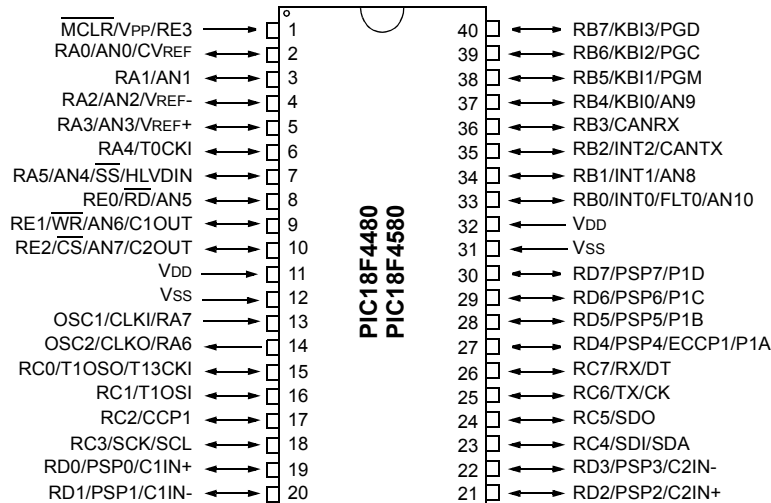 MCLR/VPP/RE3 1 40 RB7/KBI3/PGD
RA0/AN0/CVREF 2 39 RB6/KBI2/PGC
RA1/AN1 3 38 RB5/KBI1/PGM
RA2/AN2/VREF- 4 37 RB4/KBI0/AN9
RA3/AN3/VREF+ 5 36 RB3/CANRX
RA4/T0CKI 6 35 RB2/INT2/CANTX
RA5/AN4/SS/HLVDIN 7 34 RB1/INT1/AN8
RE0/RD/AN5 8 33 RB0/INT0/FLT0/AN10
RE1/WR/AN6/C1OUT 9 32 VDD
RE2/CS/AN7/C2OUT 10 31 VSS
VDD 11 30 RD7/PSP7/P1D
VSS 12 29 RD6/PSP6/P1C
OSC1/CLKI/RA7 13 28 RD5/PSP5/P1B
OSC2/CLKO/RA6 14 27 RD4/PSP4/ECCP1/P1A
RC0/T1OSO/T13CKI 15 26 RC7/RX/DT
RC1/T1OSI 16 25 RC6/TX/CK
RC2/CCP1 17 24 RC5/SDO
RC3/SCK/SCL 18 23 RC4/SDI/SDA
RD0/PSP0/C1IN+ 19 22 RD3/PSP3/C2IN-
RD1/PSP1/C1IN- 20 21 RD2/PSP2/C2IN+
PIC18F4480
PIC18F4580